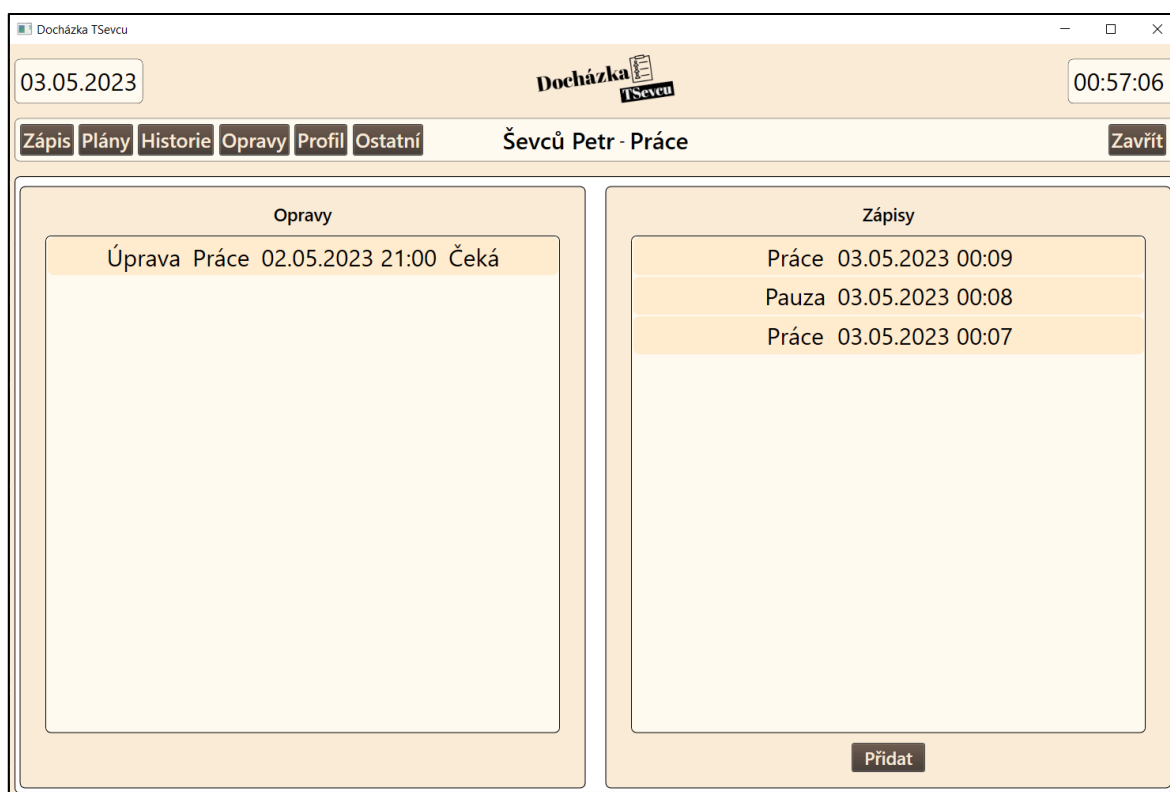 Docházka TSevcu
03.05.2023
Docházka
TSevcu
00:57:06
Zápis Plány Historie Opravy Profil Ostatní
Ševců Petr - Práce
Zavřít
Opravy
Úprava Práce 02.05.2023 21:00 Čeká
Zápisy
Práce 03.05.2023 00:09
Pauza 03.05.2023 00:08
Práce 03.05.2023 00:07
Přidat